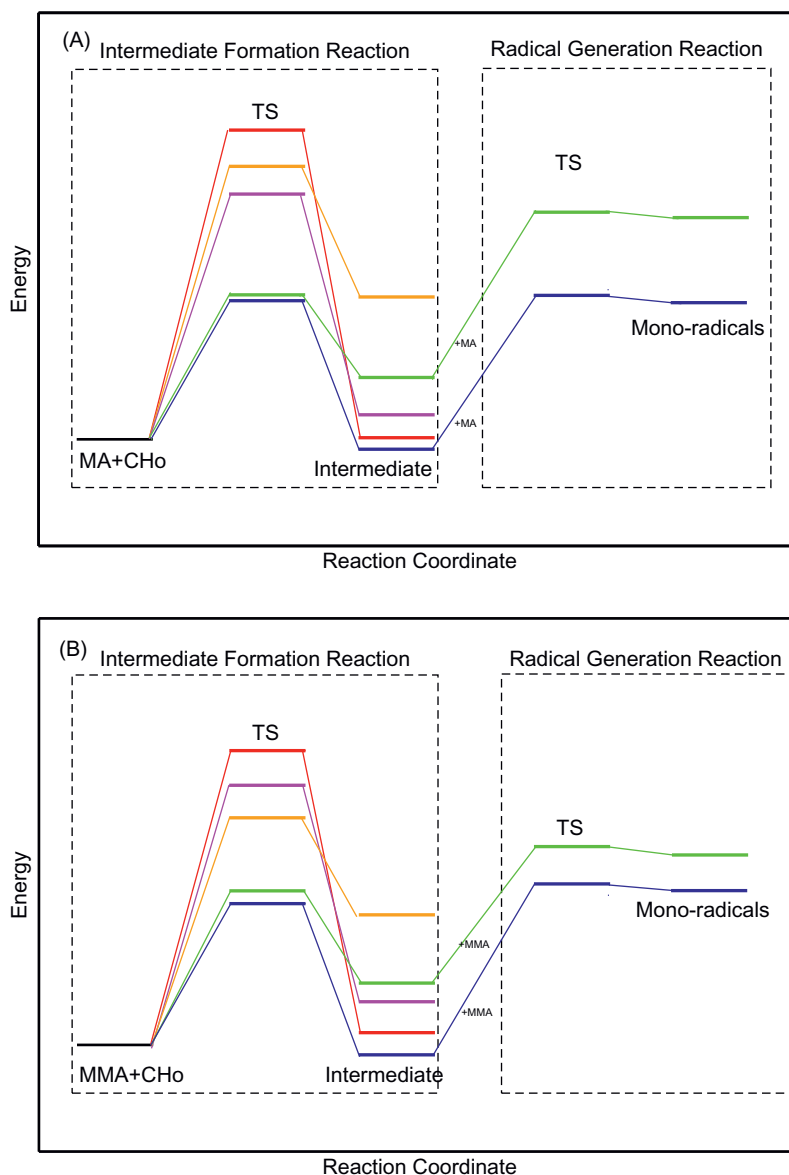 (A)
Intermediate Formation Reaction
Radical Generation Reaction
TS
TS
Energy
+MA
Mono-radicals
+MA
MA+CHo
Intermediate
Reaction Coordinate
(B)
Intermediate Formation Reaction
Radical Generation Reaction
TS
TS
Energy
Mono-radicals
+MMA
+MMA
MMA+CHo
Intermediate
Reaction Coordinate